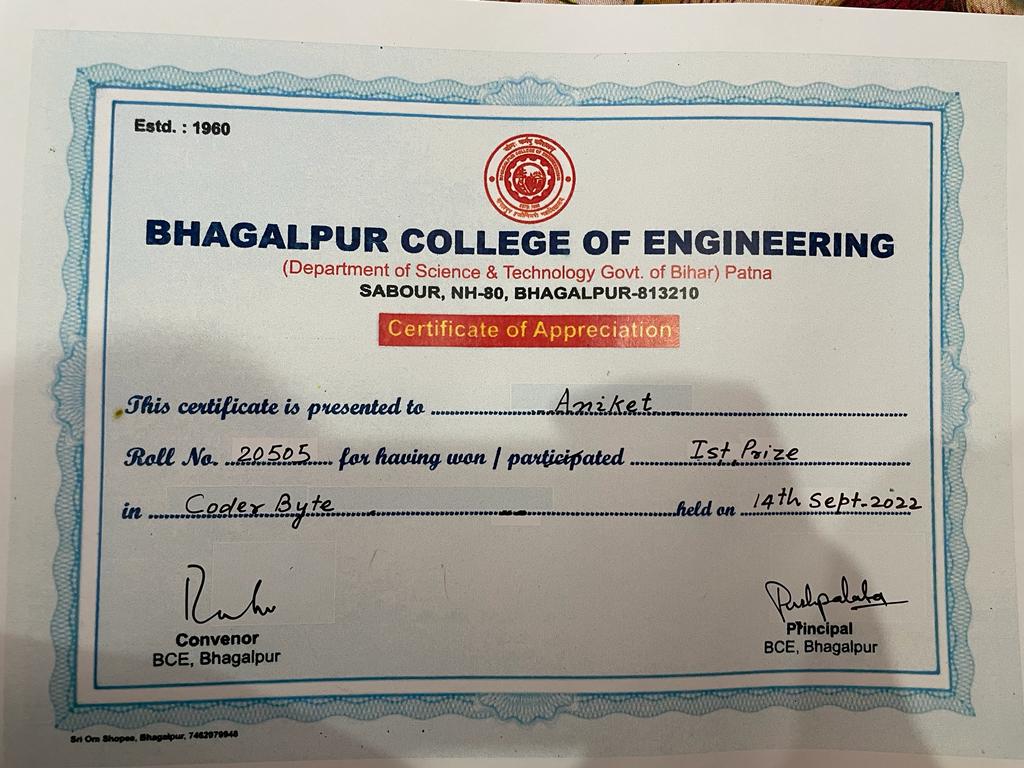 Estd. : 1960
BHAGALPUR COLLEGE OF ENGINEERING
(Department of Science & Technology Govt. of Bihar) Patna
SABOUR, NH-80, BHAGALPUR-813210
Certificate of Appreciation
This certificate is presented to Aniket
Roll No. 20505 for having won / participated Ist Prize
in Coder Byte held on 14th Sept-2022
Pushpalata
Convenor Principal
BCE, Bhagalpur BCE, Bhagalpur
Sri Om Shopee, Bhagalpur, 7462979948